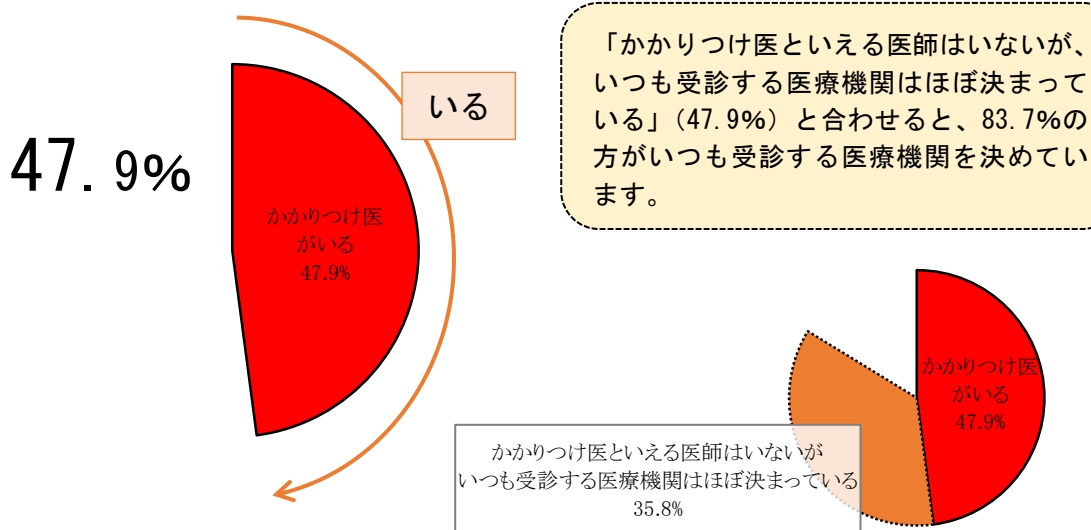 47.9%
かかりつけ医
がいる
47.9%
いる
「かかりつけ医といえる医師はいないが、
いつも受診する医療機関はほぼ決まって
いる」（47.9%）と合わせると、83.7%の
方がいつも受診する医療機関を決めてい
ます。
かかりつけ医
がいる
47.9%
かかりつけ医といえる医師はいないが
いつも受診する医療機関はほぼ決まっている
35.8%